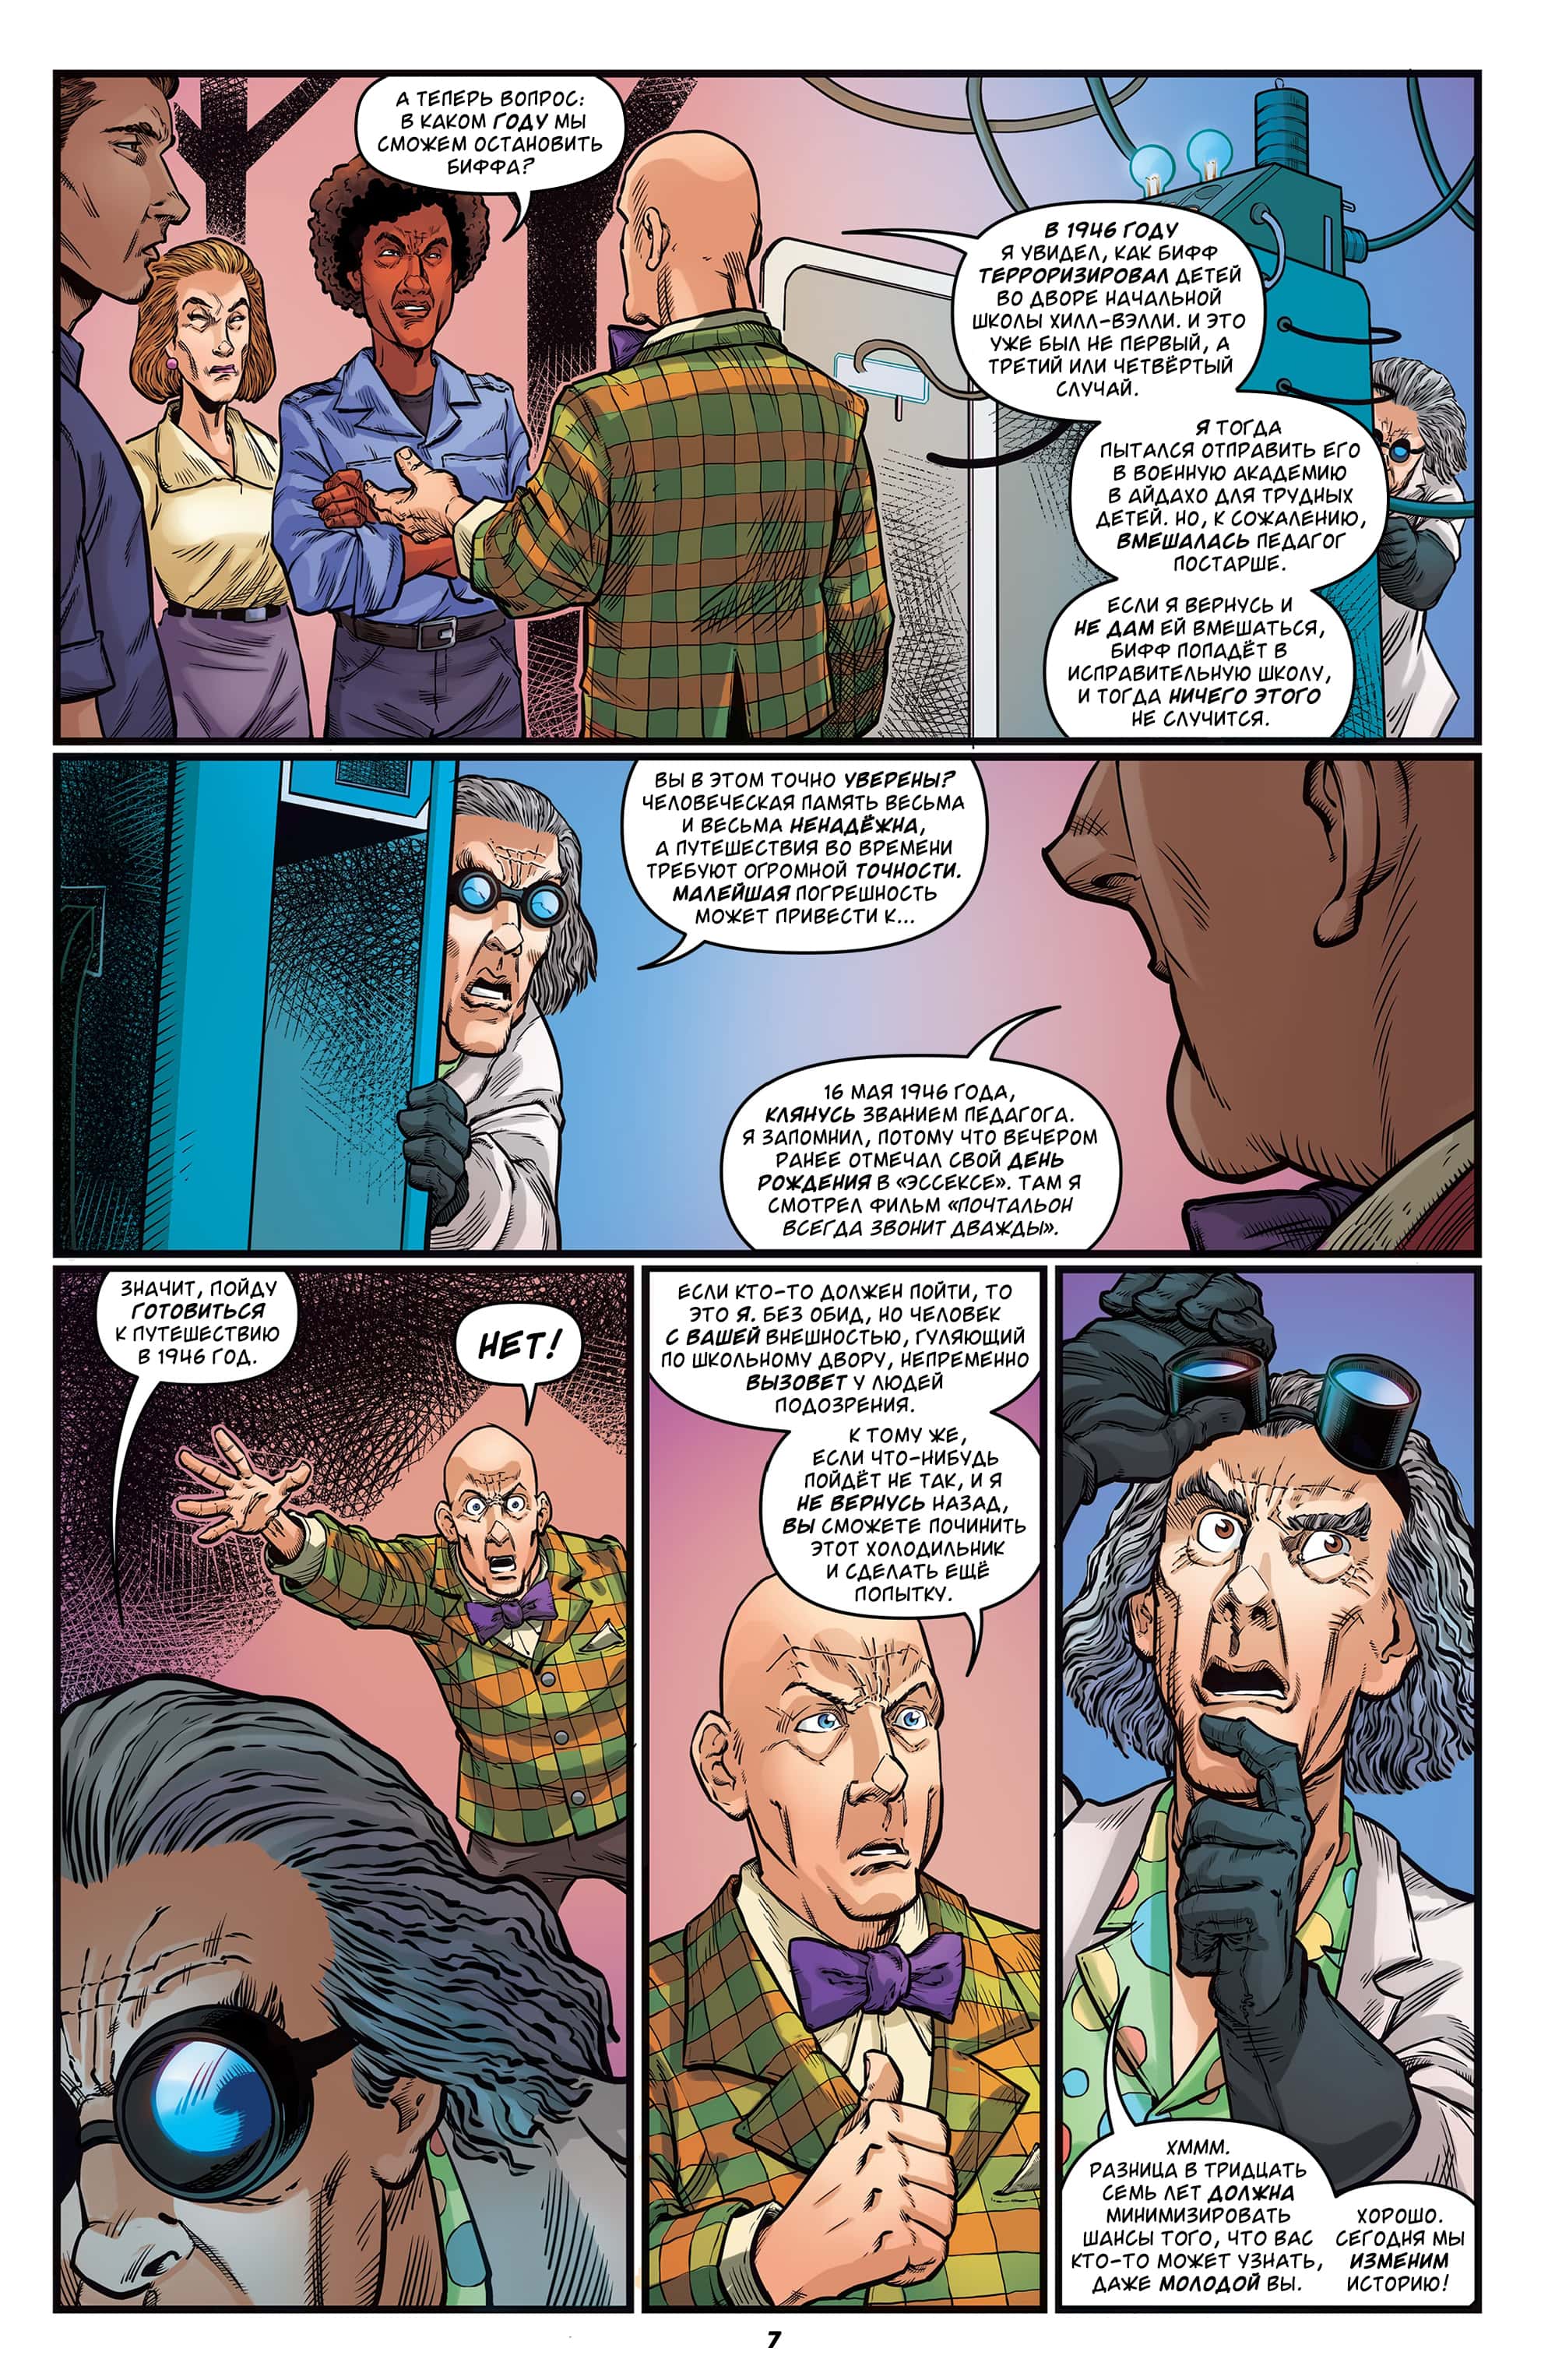 А ТЕПЕРЬ ВОПРОС:
В КАКОМ ГОДУ МЫ
СМОЖЕМ ОСТАНОВИТЬ
БИФФА?
В 1946 ГОДУ
Я УВИДЕЛ, КАК БИФФ
ТЕРРОРИЗИРОВАЛ ДЕТЕЙ
ВО ДВОРЕ НАЧАЛЬНОЙ
ШКОЛЫ ХИЛЛ-ВЭЛЛИ. И ЭТО
УЖЕ БЫЛ НЕ ПЕРВЫЙ, А
ТРЕТИЙ ИЛИ ЧЕТВЁРТЫЙ
СЛУЧАЙ.
Я ТОГДА
ПЫТАЛСЯ ОТПРАВИТЬ ЕГО
В ВОЕННУЮ АКАДЕМИЮ
В АЙДАХО ДЛЯ ТРУДНЫХ
ДЕТЕЙ. НО, К СОЖАЛЕНИЮ,
ВМЕШАЛАСЬ ПЕДАГОГ
ПОСТАРШЕ.
ЕСЛИ Я ВЕРНУСЬ И
НЕ ДАМ ЕЙ ВМЕШАТЬСЯ,
БИФФ ПОПАДЁТ В
ИСПРАВИТЕЛЬНУЮ ШКОЛУ,
И ТОГДА НИЧЕГО ЭТОГО
НЕ СЛУЧИТСЯ.
ВЫ В ЭТОМ ТОЧНО УВЕРЕНЫ?
ЧЕЛОВЕЧЕСКАЯ ПАМЯТЬ ВЕСЬМА
И ВЕСЬМА НЕНАДЁЖНА,
А ПУТЕШЕСТВИЯ ВО ВРЕМЕНИ
ТРЕБУЮТ ОГРОМНОЙ ТОЧНОСТИ.
МАЛЕЙШАЯ ПОГРЕШНОСТЬ
МОЖЕТ ПРИВЕСТИ К...
16 МАЯ 1946 ГОДА,
КЛЯНУСЬ ЗВАНИЕМ ПЕДАГОГА.
Я ЗАПОМНИЛ, ПОТОМУ ЧТО ВЕЧЕРОМ
РАНЕЕ ОТМЕЧАЛ СВОЙ ДЕНЬ
РОЖДЕНИЯ В «ЭССЕКСЕ». ТАМ Я
СМОТРЕЛ ФИЛЬМ «ПОЧТАЛЬОН
ВСЕГДА ЗВОНИТ ДВАЖДЫ».
ЗНАЧИТ, ПОЙДУ
ГОТОВИТЬСЯ
К ПУТЕШЕСТВИЮ
В 1946 ГОД.
НЕТ!
ЕСЛИ КТО-ТО ДОЛЖЕН ПОЙТИ, ТО
ЭТО Я. БЕЗ ОБИД, НО ЧЕЛОВЕК
С ВАШЕЙ ВНЕШНОСТЬЮ, ГУЛЯЮЩИЙ
ПО ШКОЛЬНОМУ ДВОРУ, НЕПРЕМЕННО
ВЫЗОВЕТ У ЛЮДЕЙ
ПОДОЗРЕНИЯ.
К ТОМУ ЖЕ,
ЕСЛИ ЧТО-НИБУДЬ
ПОЙДЁТ НЕ ТАК, И Я
НЕ ВЕРНУСЬ НАЗАД,
ВЫ СМОЖЕТЕ ПОЧИНИТЬ
ЭТОТ ХОЛОДИЛЬНИК
И СДЕЛАТЬ ЕЩЁ
ПОПЫТКУ.
ХМММ.
РАЗНИЦА В ТРИДЦАТЬ
СЕМЬ ЛЕТ ДОЛЖНА
МИНИМИЗИРОВАТЬ
ШАНСЫ ТОГО, ЧТО ВАС
КТО-ТО МОЖЕТ УЗНАТЬ,
ДАЖЕ МОЛОДОЙ ВЫ.
ХОРОШО.
СЕГОДНЯ МЫ
ИЗМЕНИМ
ИСТОРИЮ!
7